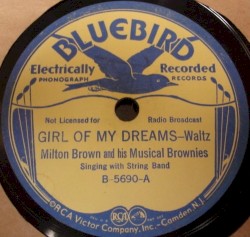 BLUEBIRD
Electrically Recorded
PHONOGRAPH RECORDS
Not Licensed for Radio Broadcast
GIRL OF MY DREAMS—Waltz
Milton Brown and his Musical Brownies
Singing with String Band
B-5690-A
RCA Victor Company, Inc.—Camden, N.J.